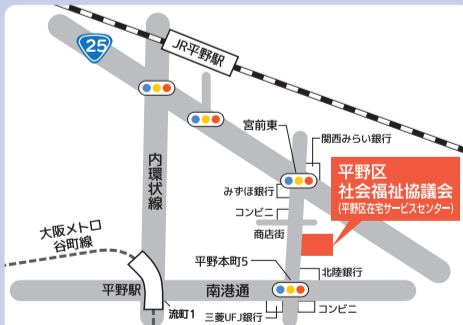 25
JR平野駅
宮前東
関西みらい銀行
内環状線
みずほ銀行
平野区
社会福祉協議会
(平野区在宅サービスセンター)
コンビニ
商店街
大阪メトロ
谷町線
平野本町5
北陸銀行
平野駅
南港通
流町1
三菱UFJ銀行
コンビニ